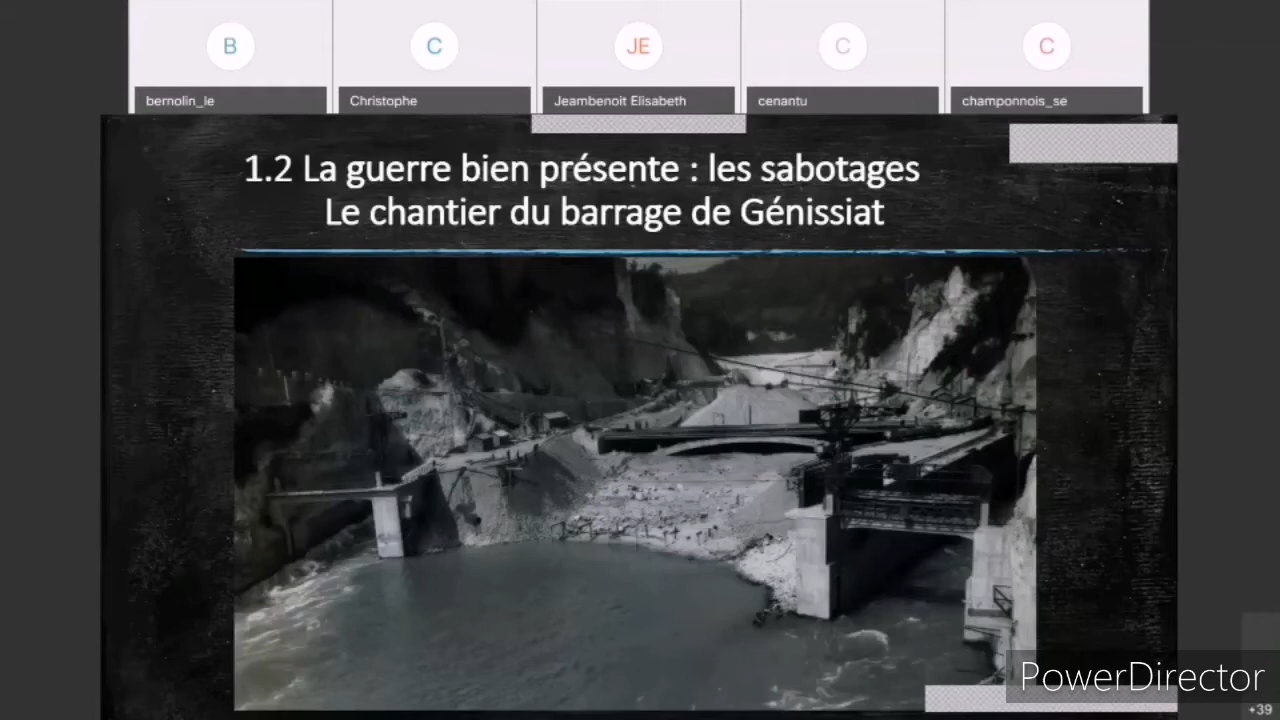 B
C
JE
C
C
bernolin_le
Christophe
Jeambenoit Elisabeth
cenantu
champonnois_se
1.2 La guerre bien présente : les sabotages
Le chantier du barrage de Génissiat
PowerDirector
+39